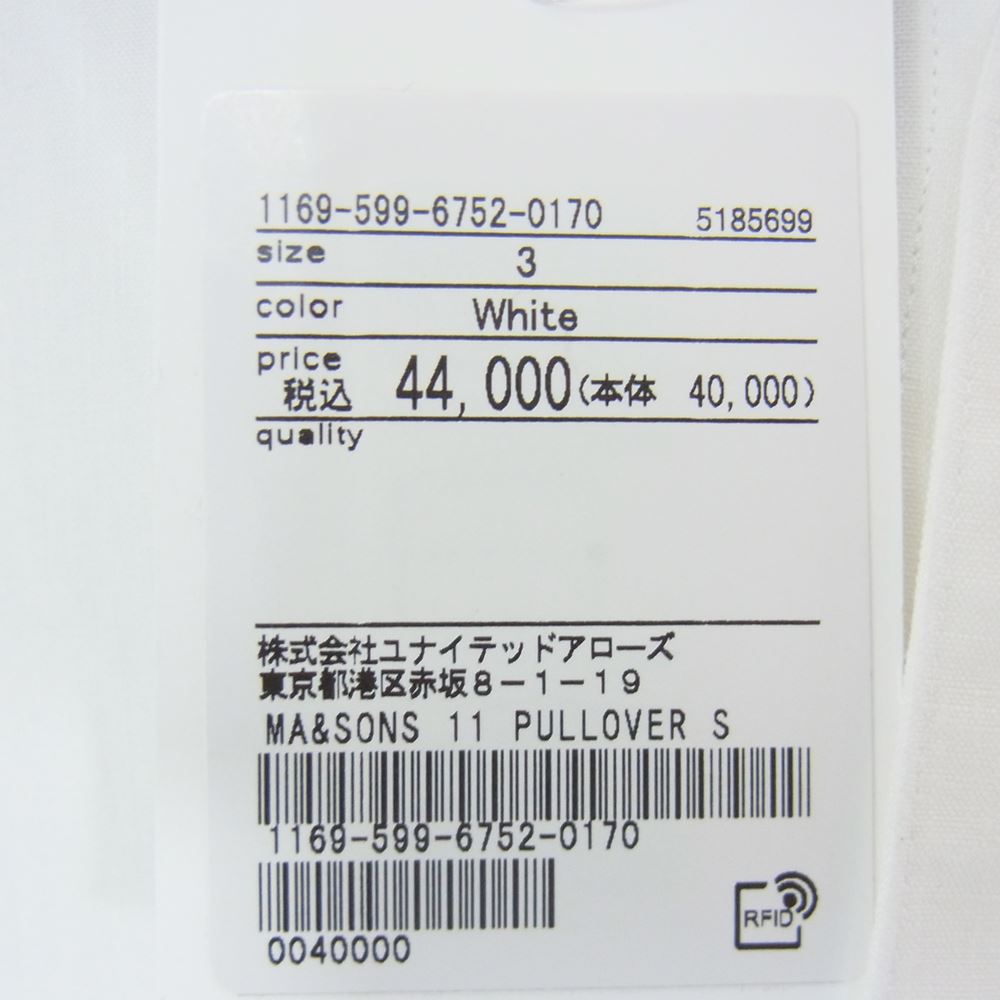 1169-599-6752-0170 5185699
size 3
color White
price
税込 44,000(本体 40,000)
quality
株式会社ユナイテッドアローズ
東京都港区赤坂8-1-19
MA&SONS 11 PULLOVER S
1169-599-6752-0170
0040000
RFID